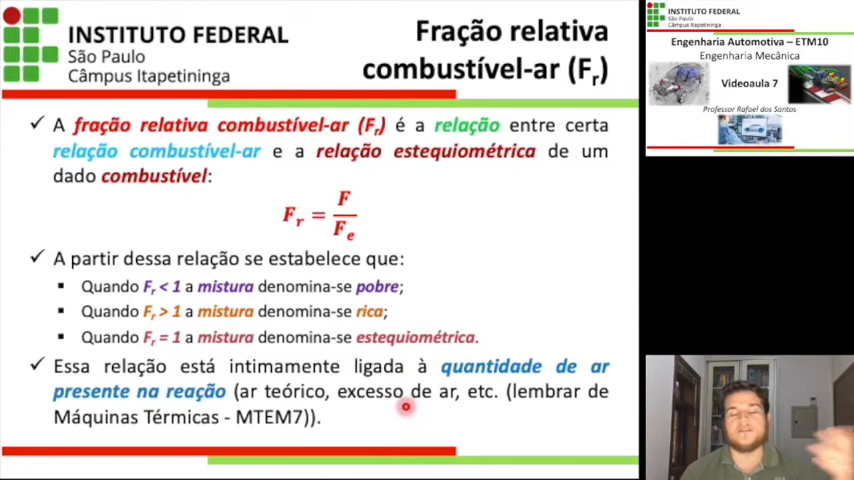 INSTITUTO FEDERAL
São Paulo
Câmpus Itapetininga
Fração relativa
combustível-ar (Fr)
✓ A fração relativa combustível-ar (Fr) é a relação entre certa
relação combustível-ar e a relação estequiométrica de um
dado combustível:
Fr = F / Fe
✓ A partir dessa relação se estabelece que:
▪ Quando Fr < 1 a mistura denomina-se pobre;
▪ Quando Fr > 1 a mistura denomina-se rica;
▪ Quando Fr = 1 a mistura denomina-se estequiométrica.
✓ Essa relação está intimamente ligada à quantidade de ar
presente na reação (ar teórico, excesso de ar, etc. (lembrar de
Máquinas Térmicas - MTEM7)).
INSTITUTO FEDERAL
São Paulo
Câmpus Itapetininga
Engenharia Automotiva – ETM10
Engenharia Mecânica
Videoaula 7
Professor Rafael dos Santos